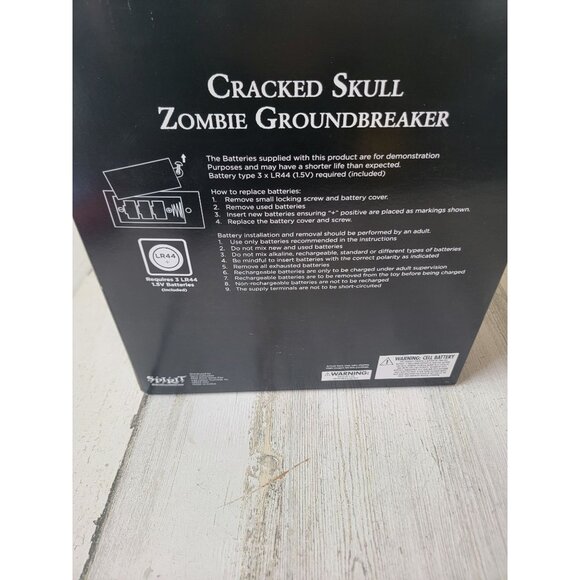 CRACKED SKULL
ZOMBIE GROUNDBREAKER
The Batteries supplied with this product are for demonstration
Purposes and may have a shorter life than expected.
Battery type 3 x LR44 (1.5V) required (included)
How to replace batteries:
1. Remove small locking screw and battery cover.
2. Remove used batteries
3. Insert new batteries ensuring "+" positive are placed as markings shown.
4. Replace the battery cover and screw.
Battery installation and removal should be performed by an adult.
1. Use only batteries recommended in the instructions
2. Do not mix new and used batteries
3. Do not mix alkaline, rechargeable, standard or different types of batteries
4. Be mindful to insert batteries with the correct polarity as indicated
5. Remove all exhausted batteries
6. Rechargeable batteries are only to be charged under adult supervision
7. Rechargeable batteries are to be removed from the toy before being charged
8. Non-rochargeable are not to be recharged
9. The supply terminals are not to be short-circuited
LR44
+
Requires 3 LR44
1.5V Batteries
(included)
SPIRIT
WARNING:
WARNING: CELL BATTERY